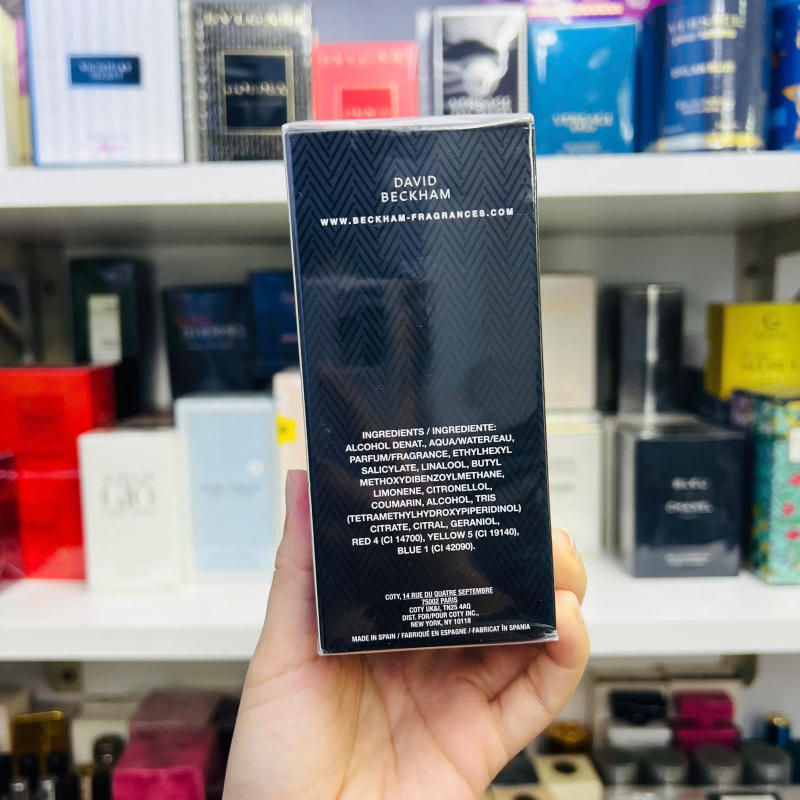 DAVID
BECKHAM
WWW.BECKHAM-FRAGRANCES.COM
INGREDIENTS / INGREDIENTE:
ALCOHOL DENAT., AQUA/WATER/EAU,
PARFUM/FRAGRANCE, ETHYLHEXYL
SALICYLATE, LINALOOL, BUTYL
METHOXYDIBENZOYLMETHANE,
LIMONENE, CITRONELLOL,
COUMARIN, ALCOHOL, TRIS
(TETRAMETHYLHYDROXYPIPERIDINOL)
CITRATE, CITRAL, GERANIOL,
RED 4 (CI 14700), YELLOW 5 (CI 19140),
BLUE 1 (CI 42090).
COTY, 14 RUE DU QUATRE SEPTEMBRE
75002 PARIS
COTY UK&I, TN25 4AQ
DIST. FOR/POUR COTY INC.,
NEW YORK, NY 10118
MADE IN SPAIN / FABRIQUÉ EN ESPAGNE / FABRICAT ÎN SPANIA